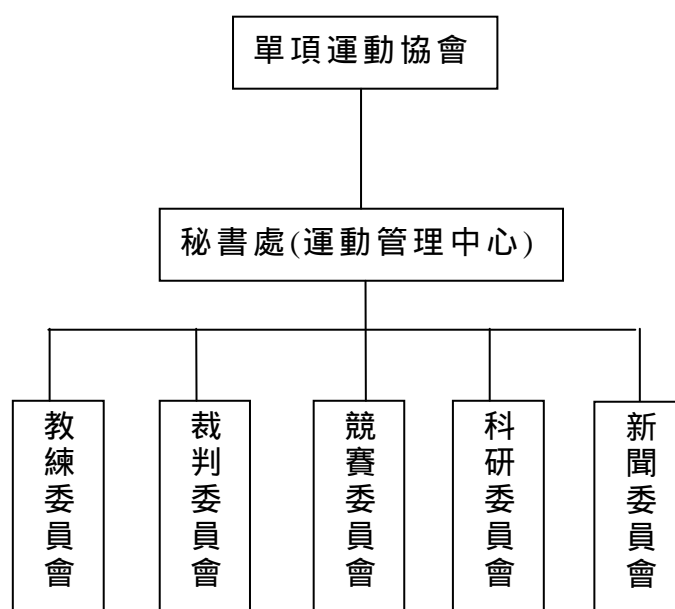 單項運動協會
秘書處(運動管理中心)
教練委員會
裁判委員會
競賽委員會
科研委員會
新聞委員會